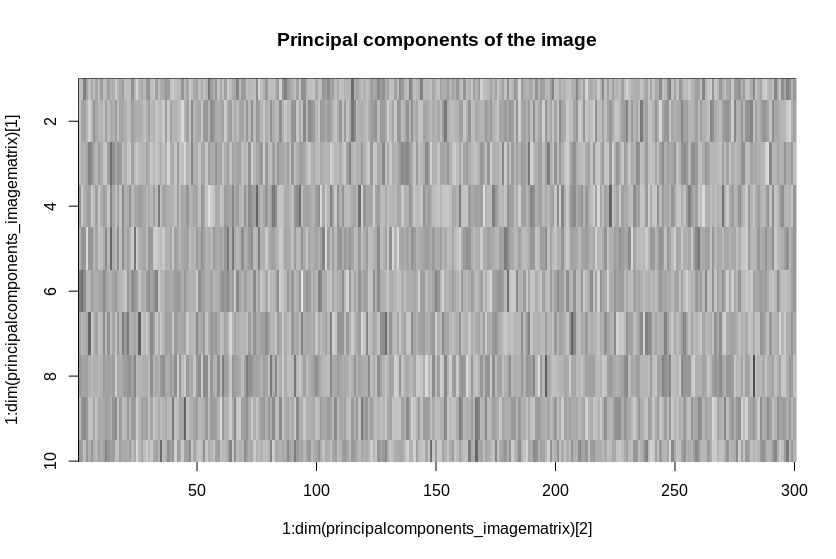 Principal components of the image
1:dim(principalcomponents_imagematrix)[1]
2
4
6
8
10
50 100 150 200 250 300
1:dim(principalcomponents_imagematrix)[2]